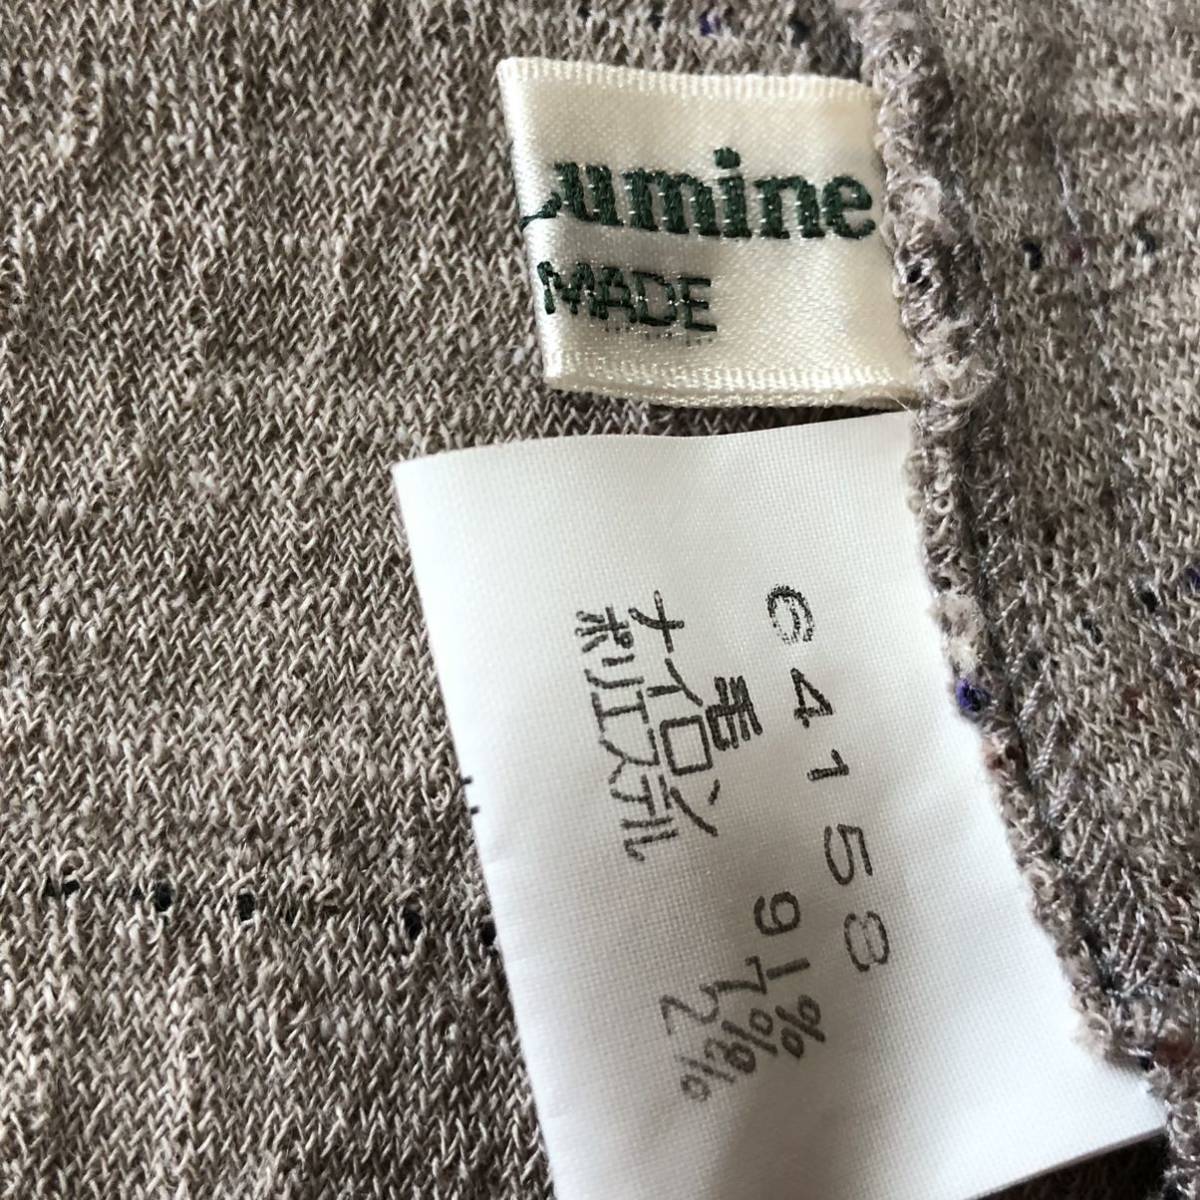 umine
MADE
C4158
毛 91%
ナイロン 7%
ポリエステル 2%